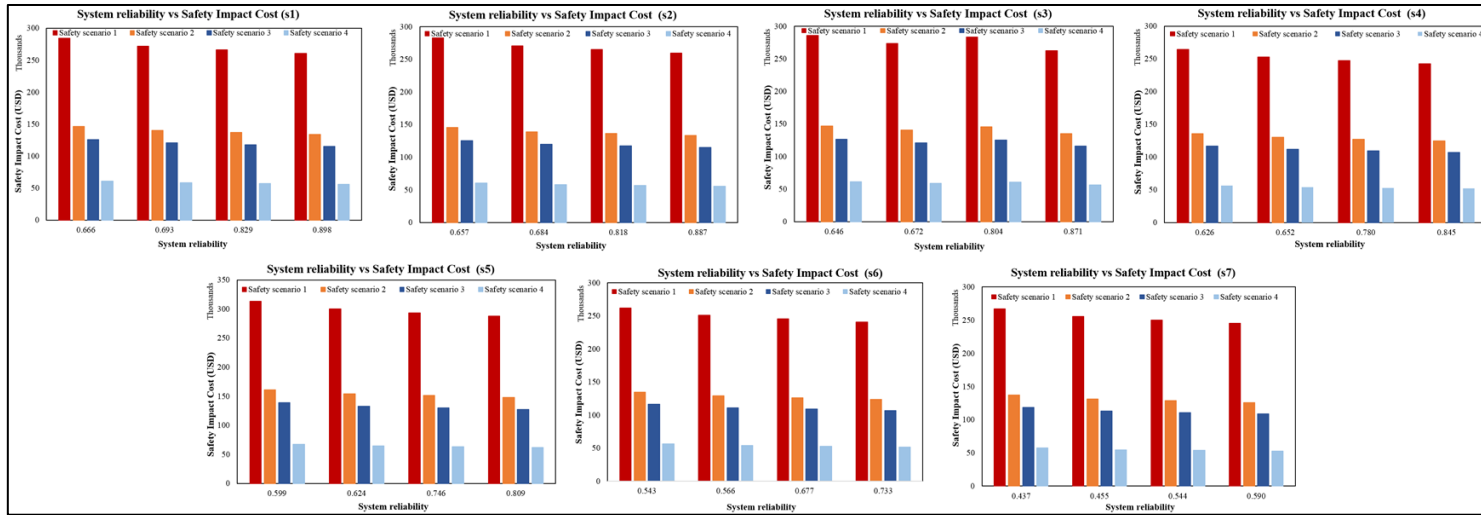 System reliability vs Safety Impact Cost (s1)
Safety scenario 1 Safety scenario 2 Safety scenario 3 Safety scenario 4
Safety Impact Cost (USD)
Thousands
300
250
200
150
100
50
0
0.666 0.693 0.829 0.898
System reliability
System reliability vs Safety Impact Cost (s2)
Safety scenario 1 Safety scenario 2 Safety scenario 3 Safety scenario 4
Safety Impact Cost (USD)
Thousands
300
250
200
150
100
50
0
0.657 0.684 0.818 0.887
System reliability
System reliability vs Safety Impact Cost (s3)
Safety scenario 1 Safety scenario 2 Safety scenario 3 Safety scenario 4
Safety Impact Cost (USD)
Thousands
300
250
200
150
100
50
0
0.646 0.672 0.804 0.871
System reliability
System reliability vs Safety Impact Cost (s4)
Safety scenario 1 Safety scenario 2 Safety scenario 3 Safety scenario 4
Safety Impact Cost (USD)
Thousands
300
250
200
150
100
50
0
0.626 0.652 0.780 0.845
System reliability
System reliability vs Safety Impact Cost (s5)
Safety scenario 1 Safety scenario 2 Safety scenario 3 Safety scenario 4
Safety Impact Cost (USD)
Thousands
350
300
250
200
150
100
50
0
0.599 0.624 0.746 0.809
System reliability
System reliability vs Safety Impact Cost (s6)
Safety scenario 1 Safety scenario 2 Safety scenario 3 Safety scenario 4
Safety Impact Cost (USD)
Thousands
300
250
200
150
100
50
0
0.543 0.566 0.677 0.733
System reliability
System reliability vs Safety Impact Cost (s7)
Safety scenario 1 Safety scenario 2 Safety scenario 3 Safety scenario 4
Safety Impact Cost (USD)
Thousands
300
250
200
150
100
50
0
0.437 0.455 0.544 0.590
System reliability